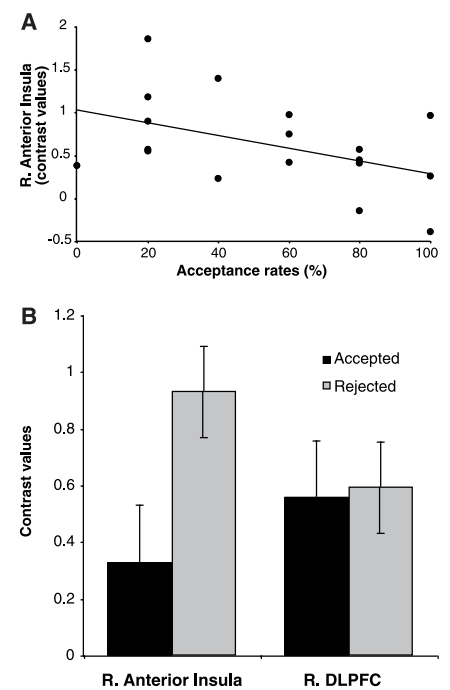 A
R. Anterior Insula
(contrast values)
2
1.5
1
0.5
0
-0.5
0 20 40 60 80 100
Acceptance rates (%)
B
Contrast values
1.2
1
0.8
0.6
0.4
0.2
0
Accepted
Rejected
R. Anterior Insula R. DLPFC